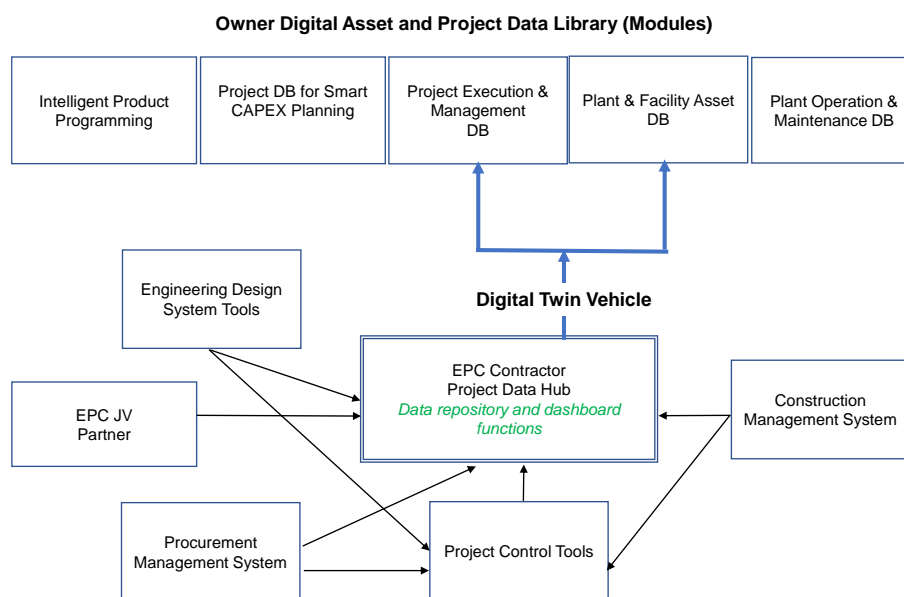 Owner Digital Asset and Project Data Library (Modules)
Intelligent Product
Programming
Project DB for Smart
CAPEX Planning
Project Execution &
Management
DB
Plant & Facility Asset
DB
Plant Operation &
Maintenance DB
Engineering Design
System Tools
Digital Twin Vehicle
EPC Contractor
Project Data Hub
Data repository and dashboard
functions
EPC JV
Partner
Construction
Management System
Procurement
Management System
Project Control Tools